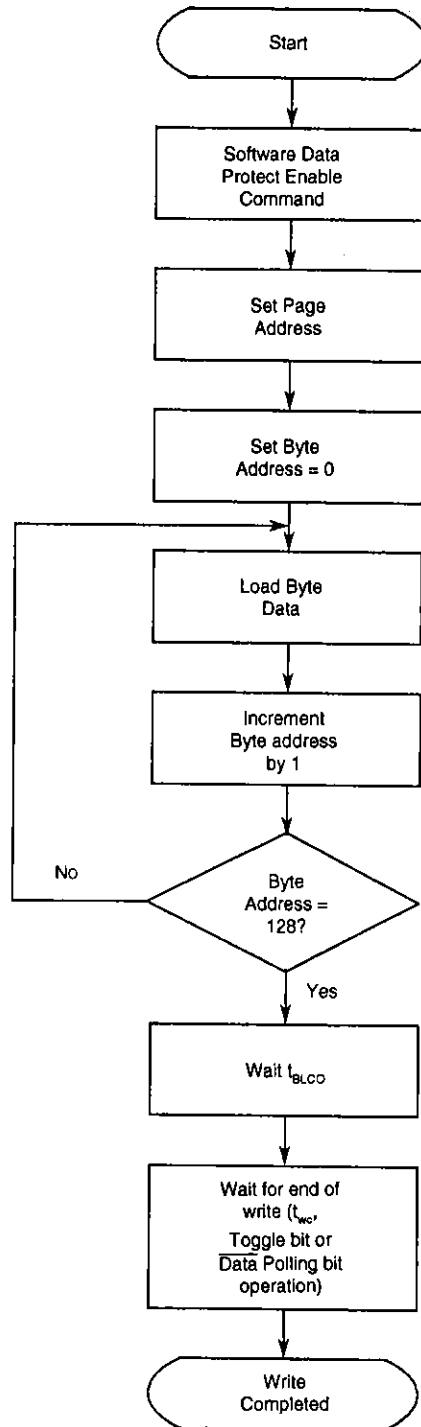 Start
Software Data
Protect Enable
Command
Set Page
Address
Set Byte
Address = 0
Load Byte
Data
Increment
Byte address
by 1
No
Byte
Address =
128?
Yes
Wait tBLCO
Wait for end of
write (twc,
Toggle bit or
Data Polling bit
operation)
Write
Completed